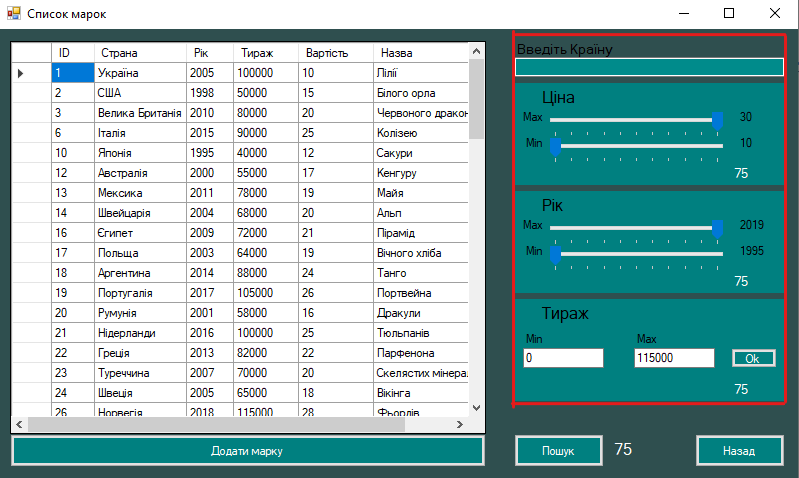 Список марок
ID Страна Рік Тираж Вартість Назва
1 Україна 2005 100000 10 Лілії
2 США 1998 50000 15 Білого орла
3 Велика Британія 2010 80000 20 Червоного дракон
6 Італія 2015 90000 25 Колізею
10 Японія 1995 40000 12 Сакури
12 Австралія 2000 55000 17 Кенгуру
13 Мексика 2011 78000 19 Майя
14 Швейцарія 2004 68000 20 Альп
16 Єгипет 2009 72000 21 Пірамід
17 Польща 2003 64000 19 Вічного хліба
18 Аргентина 2014 88000 24 Танго
19 Португалія 2017 105000 26 Портвейна
20 Румунія 2001 58000 16 Дракули
21 Нідерланди 2016 100000 25 Тюльпанів
22 Греція 2013 82000 22 Парфенона
23 Туреччина 2007 70000 20 Скелястих мінера
24 Швеція 2005 65000 18 Вікінга
26 Норвегія 2018 115000 28 Фьордів
Додати марку
Введіть Країну
Ціна
Max 30
Min 10
75
Рік
Max 2019
Min 1995
75
Тираж
Min Max
0 115000 Ok
75
Пошук 75 Назад